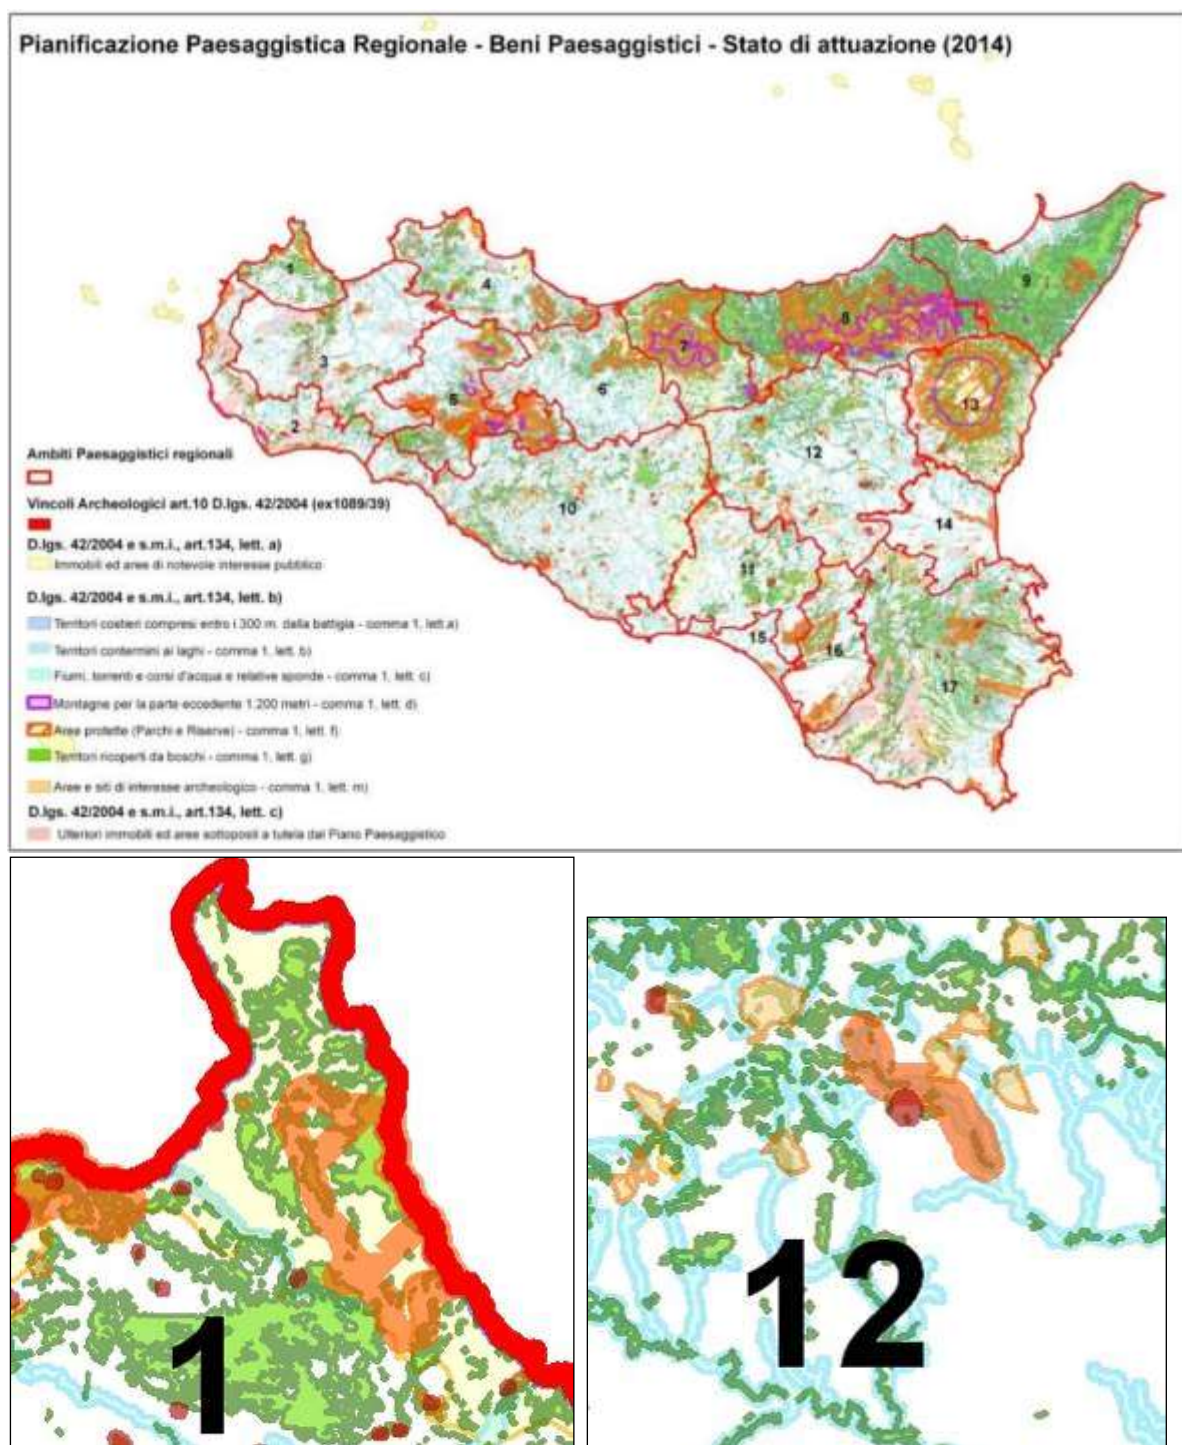 Pianificazione Paesaggistica Regionale - Beni Paesaggistici - Stato di attuazione (2014)
1
4
9
8
7
3
6
13
5
2
12
10
14
11
15
16
17
Ambiti Paesaggistici regionali
Vincoli Archeologici art.10 D.lgs. 42/2004 (ex1089/39)
D.lgs. 42/2004 e s.m.i., art.134, lett. a)
Immobili ed aree di notevole interesse pubblico
D.lgs. 42/2004 e s.m.i., art.134, lett. b)
Territori costieri compresi entro i 300 m. dalla battigia - comma 1, lett.a)
Territori contermini ai laghi - comma 1, lett. b)
Fiumi, torrenti e corsi d'acqua e relative sponde - comma 1, lett. c)
Montagne per la parte eccedente 1.200 metri - comma 1, lett. d)
Aree protette (Parchi e Riserve) - comma 1, lett. f)
Territori ricoperti da boschi - comma 1, lett. g)
Aree e siti di interesse archeologico - comma 1, lett. m)
D.lgs. 42/2004 e s.m.i., art.134, lett. c)
Ulteriori immobili ed aree sottoposti a tutela dal Piano Paesaggistico
1
12